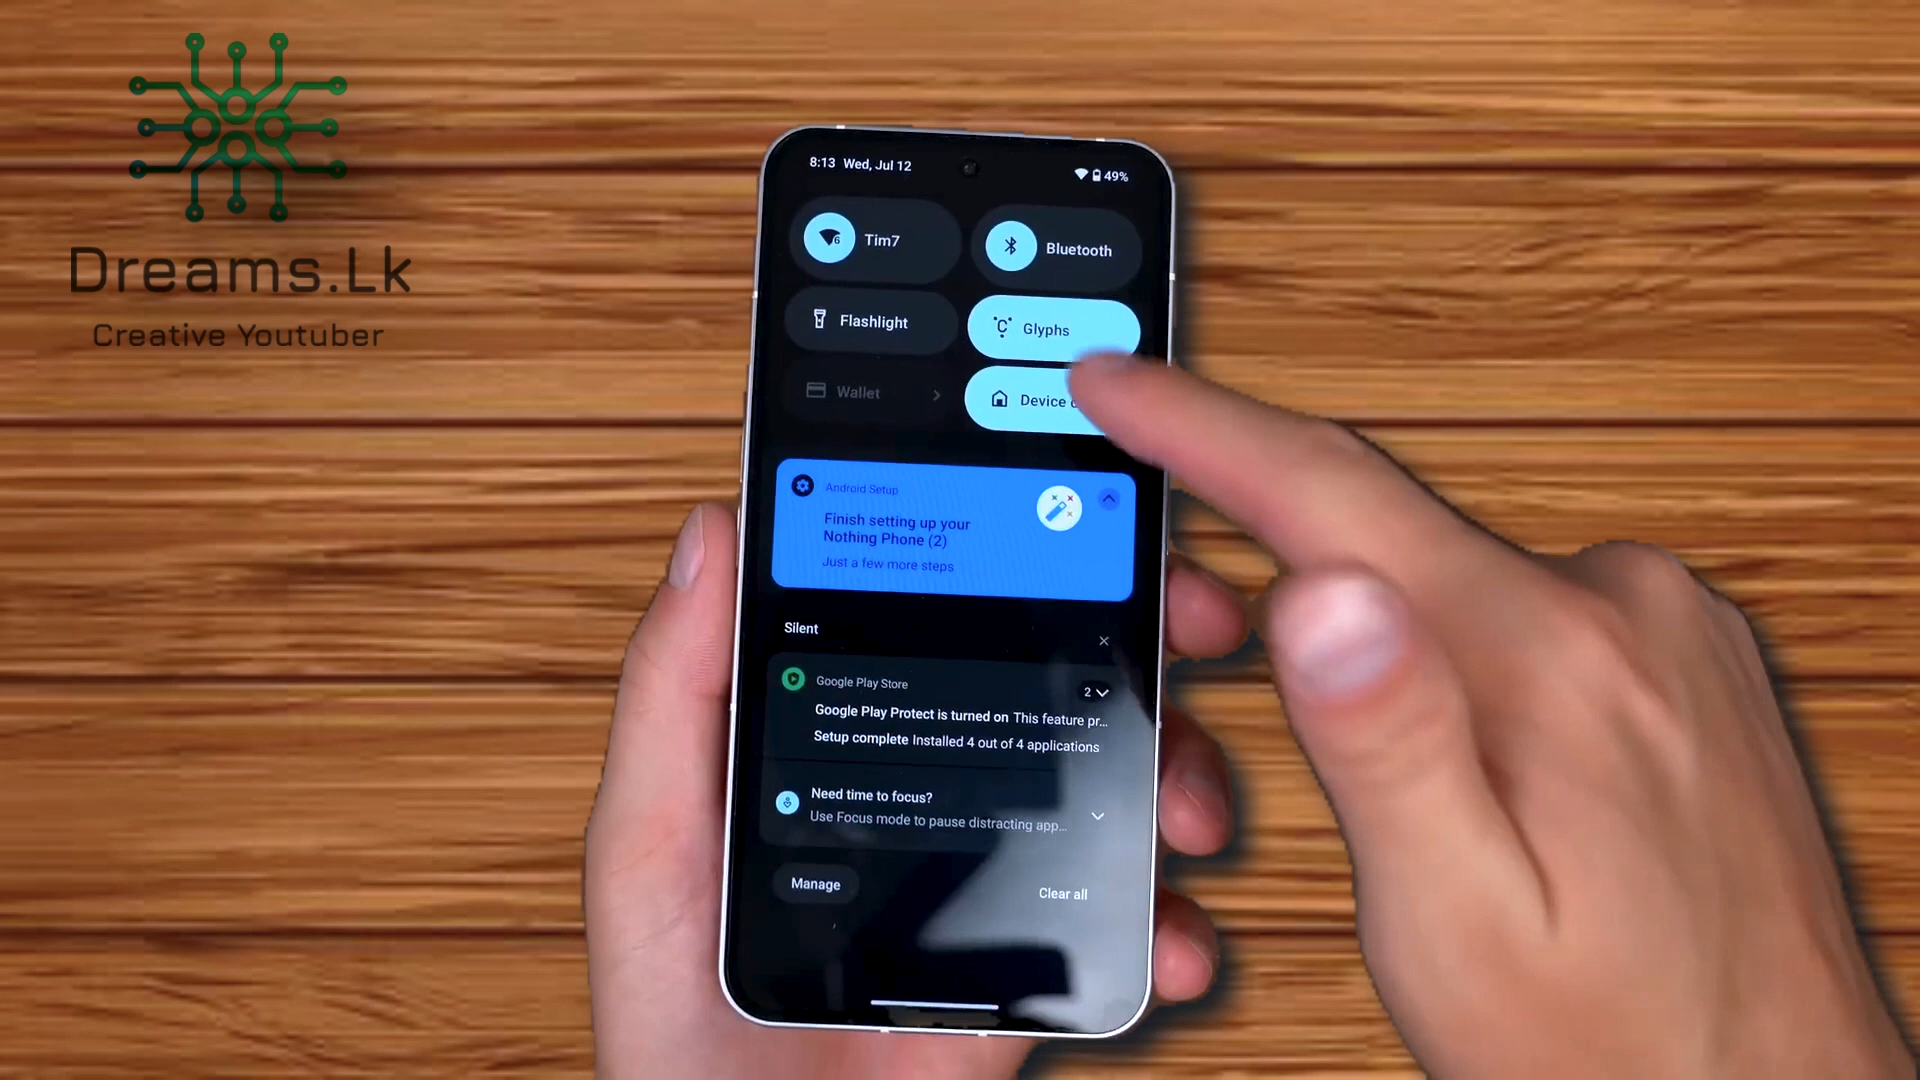 Dreams.Lk
Creative Youtuber
8:13 Wed, Jul 12
49%
Tim7
Bluetooth
Flashlight
Glyphs
Wallet
Device
Android Setup
Finish setting up your
Nothing Phone (2)
Just a few more steps
Silent
Google Play Store
2
Google Play Protect is turned on This feature pr...
Setup complete Installed 4 out of 4 applications
Need time to focus?
Use Focus mode to pause distracting app...
Manage
Clear all